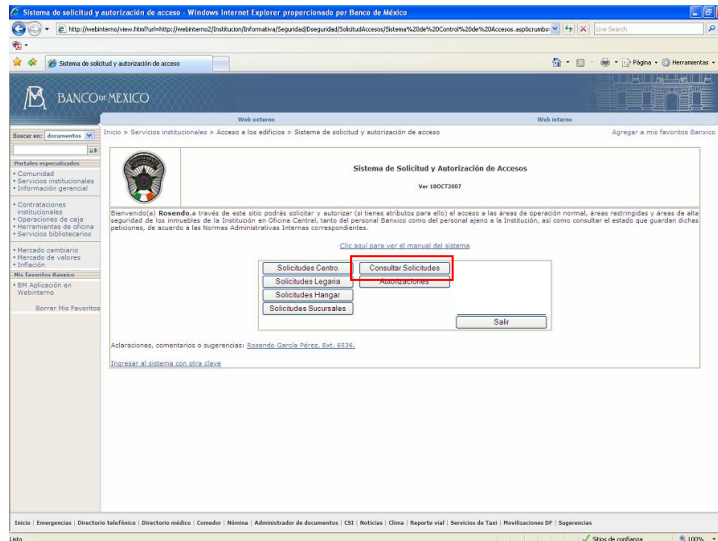 Sistema de solicitud y autorización de acceso - Windows Internet Explorer proporcionado por Banco de México
Live Search
Sistema de solicitud y autorización de acceso
Página
Herramientas
BANCO DE MEXICO
Web externo
Web interno
Buscar en: documentos
Inicio > Servicios institucionales > Acceso a los edificios > Sistema de solicitud y autorización de acceso
Agregar a mis favoritos Banxico
Portales especializados
• Comunidad
• Servicios institucionales
• Información gerencial
• Contrataciones institucionales
• Operaciones de caja
• Herramientas de oficina
• Servicios bibliotecarios
• Mercado cambiario
• Mercado de valores
• Inflación
Mis favoritos Banxico
• BM Aplicación en Webinterno
Borrar Mis Favoritos
Sistema de Solicitud y Autorización de Accesos
Ver 18OCT2007
Bienvenido(a) Rosendo,a través de este sitio podrás solicitar y autorizar (si tienes atributos para ello) el acceso a las áreas de operación normal, áreas restringidas y áreas de alta
seguridad de los inmuebles de la Institución en Oficina Central, tanto del personal Banxico como del personal ajeno a la Institución, así como consultar el estado que guardan dichas
peticiones, de acuerdo a las Normas Administrativas Internas correspondientes.
Clic aquí para ver el manual del sistema
Solicitudes Centro
Consultar Solicitudes
Solicitudes Legaria
Autorizaciones
Solicitudes Hangar
Solicitudes Sucursales
Salir
Aclaraciones, comentarios o sugerencias: Rosendo García Pérez, Ext. 6536.
Ingresar al sistema con otra clave
Inicio | Emergencias | Directorio telefónico | Directorio médico | Comedor | Nómina | Administrador de documentos | CSI | Noticias | Clima | Reporte vial | Servicios de Taxi | Movilizaciones DF | Sugerencias
Listo
Sitios de confianza
100%